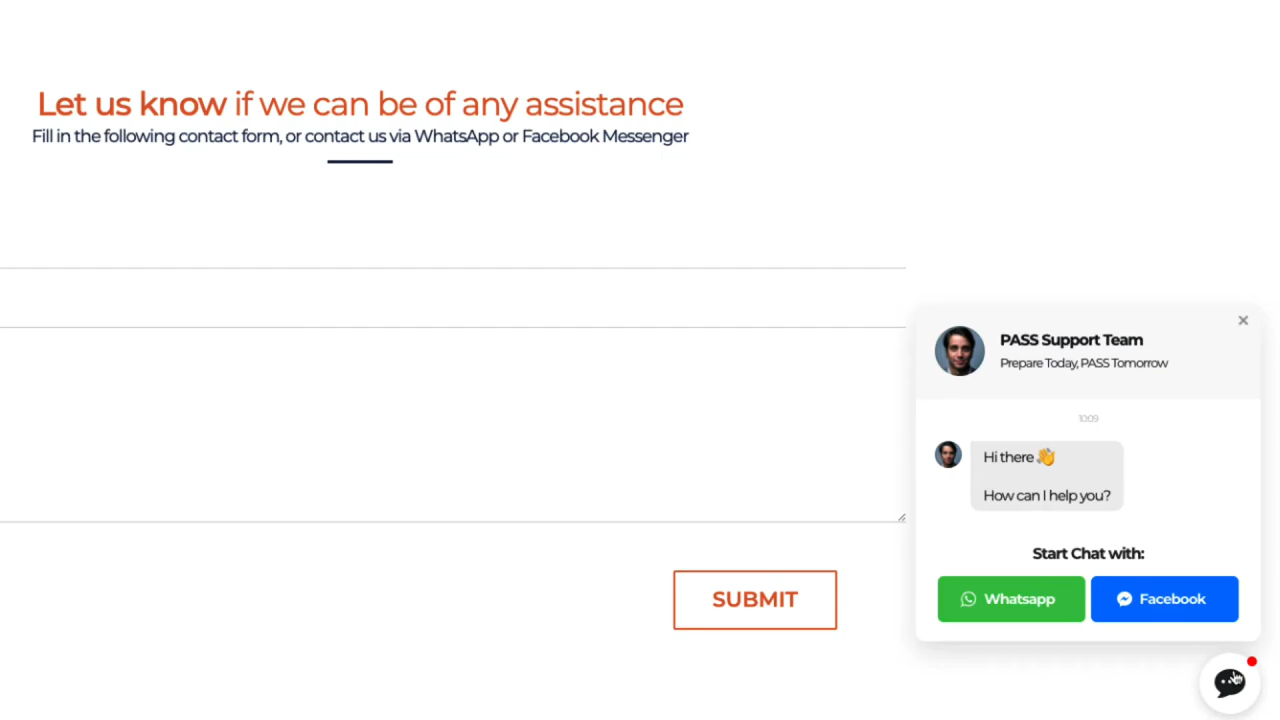 Let us know if we can be of any assistance
Fill in the following contact form, or contact us via WhatsApp or Facebook Messenger
PASS Support Team
Prepare Today, PASS Tomorrow
10:09
Hi there 👋
How can I help you?
Start Chat with:
Whatsapp
Facebook
SUBMIT